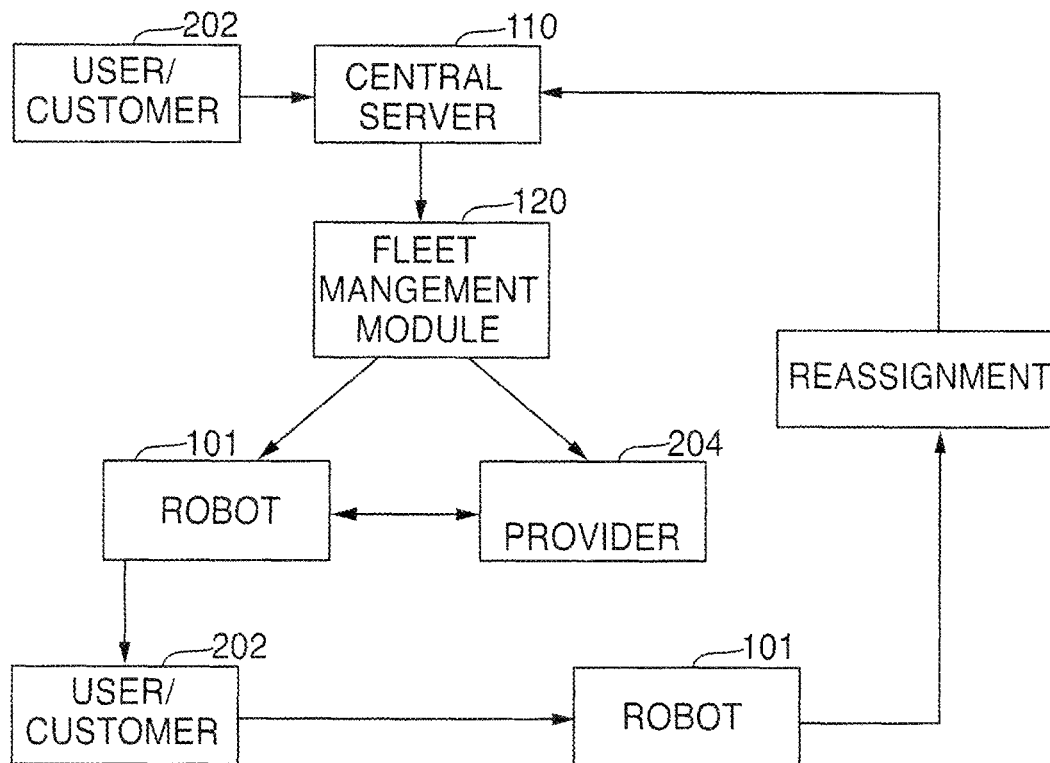 202
110
USER/
CUSTOMER
CENTRAL
SERVER
120
FLEET
MANGEMENT
MODULE
REASSIGNMENT
101
204
ROBOT
PROVIDER
202
101
USER/
CUSTOMER
ROBOT